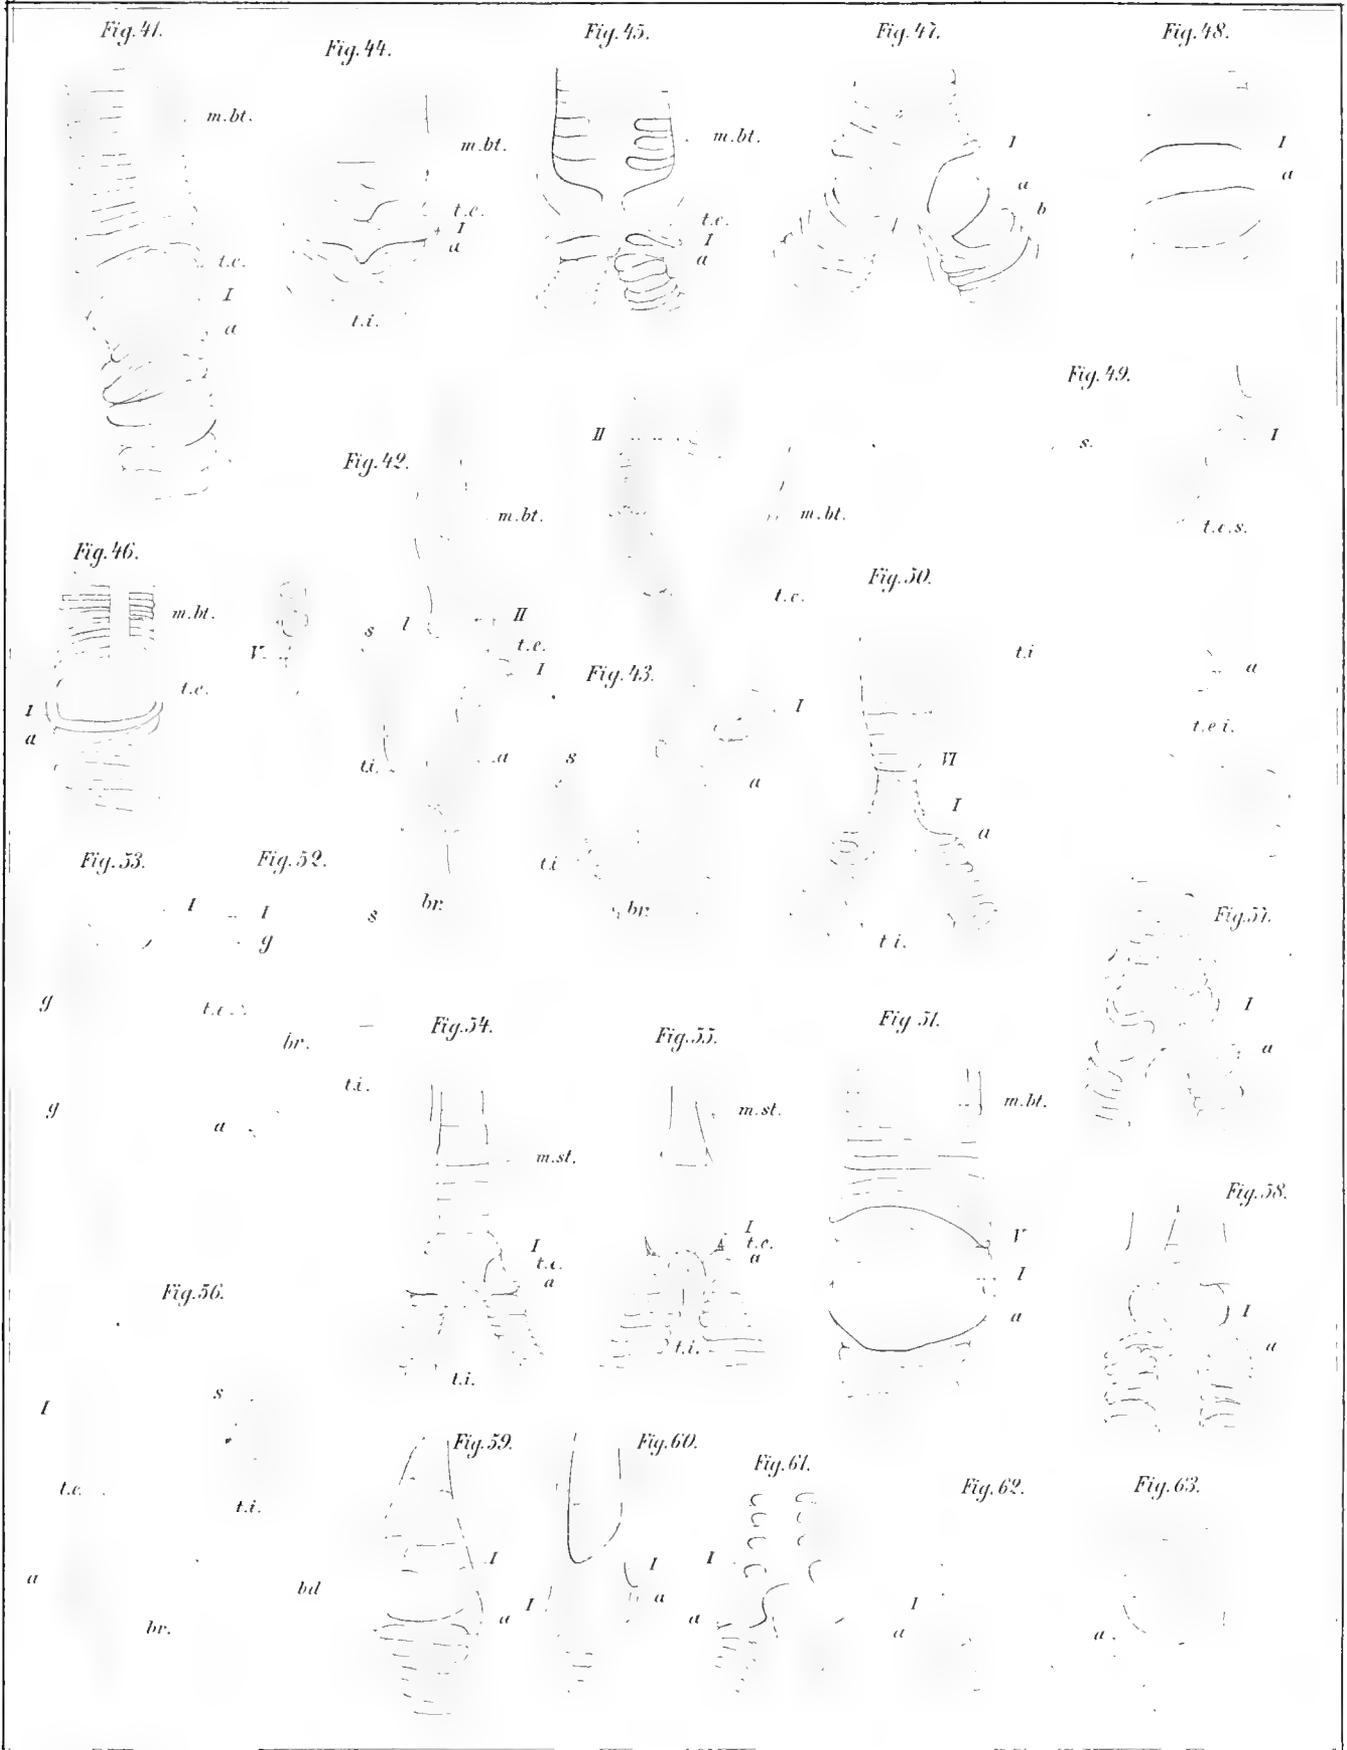 Fig. 41.
m.bt.
t.e.
I
a
Fig. 44.
m.bt.
t.e.
I
a
t.i.
Fig. 45.
m.bt.
t.e.
I
a
Fig. 47.
I
a
b
Fig. 48.
I
a
Fig. 49.
s.
I
t.e.s.
t.i
a
t.e i.
Fig. 42.
m.bt.
s
l
II
t.e.
I
t.i.
a
br.
II
m.bt.
t.e.
Fig. 43.
I
s
a
t.i
br.
Fig. 46.
m.bt.
V.
t.e.
I
a
Fig. 50.
VI
I
a
t i.
Fig. 53.
I
g
g
Fig. 52.
I
g
s
t.e.
br.
t.i.
a
Fig. 54.
m.st.
I
t.e.
a
t.i.
Fig. 55.
m.st.
I
t.e.
a
t.i.
Fig 51.
m.bt.
V
I
a
Fig. 57.
I
a
Fig. 58.
I
a
Fig. 56.
s
I
t.e.
t.i.
a
bd
br.
Fig. 59.
I
a
Fig. 60.
I
I
a
Fig. 61.
I
a
Fig. 62.
I
a
Fig. 63.
a